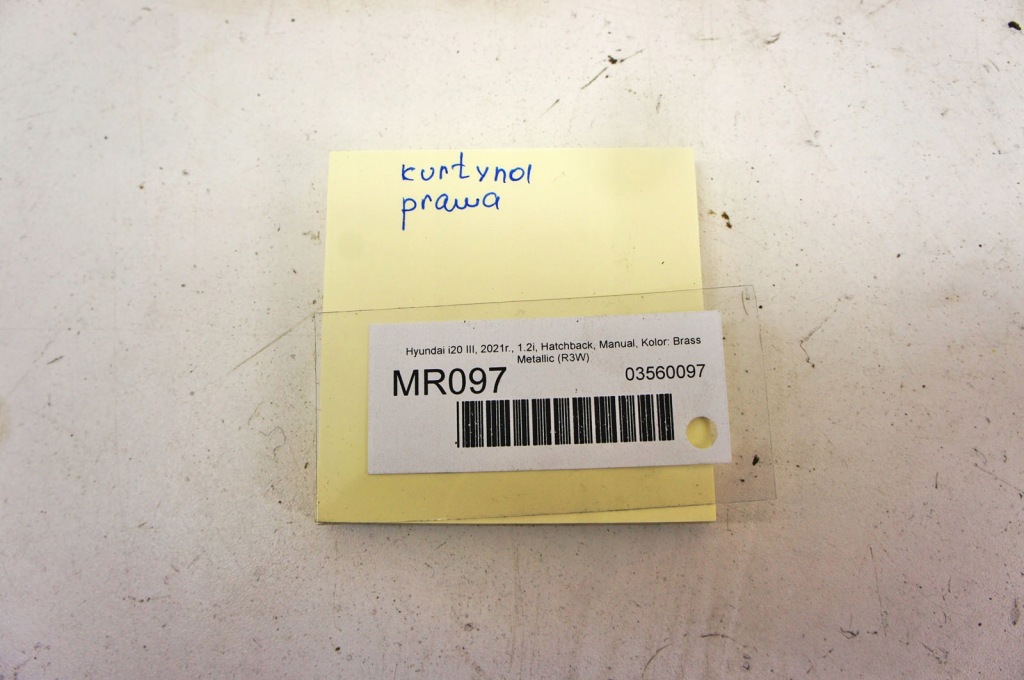 kurtyna
prawa
Hyundai i20 III, 2021r., 1.2i, Hatchback, Manual, Kolor: Brass
Metallic (R3W)
MR097 03560097